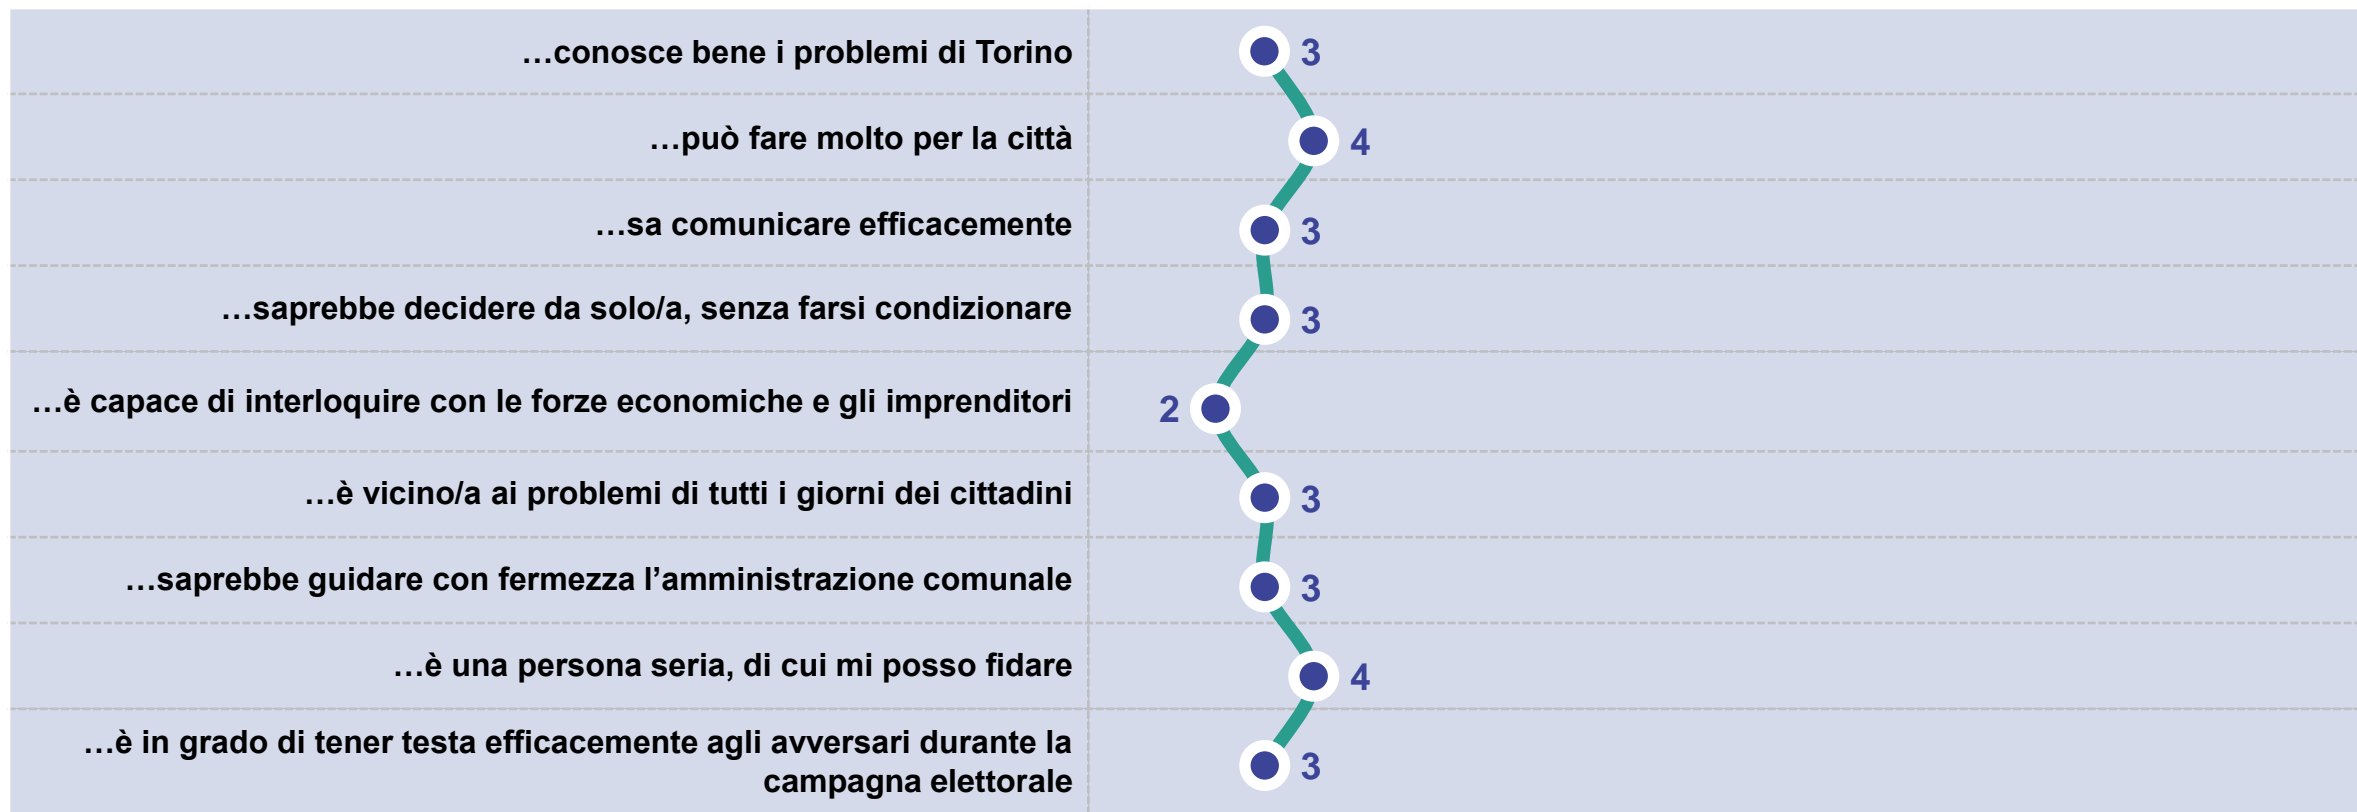 …conosce bene i problemi di Torino 3
…può fare molto per la città 4
…sa comunicare efficacemente 3
…saprebbe decidere da solo/a, senza farsi condizionare 3
…è capace di interloquire con le forze economiche e gli imprenditori 2
…è vicino/a ai problemi di tutti i giorni dei cittadini 3
…saprebbe guidare con fermezza l’amministrazione comunale 3
…è una persona seria, di cui mi posso fidare 4
…è in grado di tener testa efficacemente agli avversari durante la
campagna elettorale 3